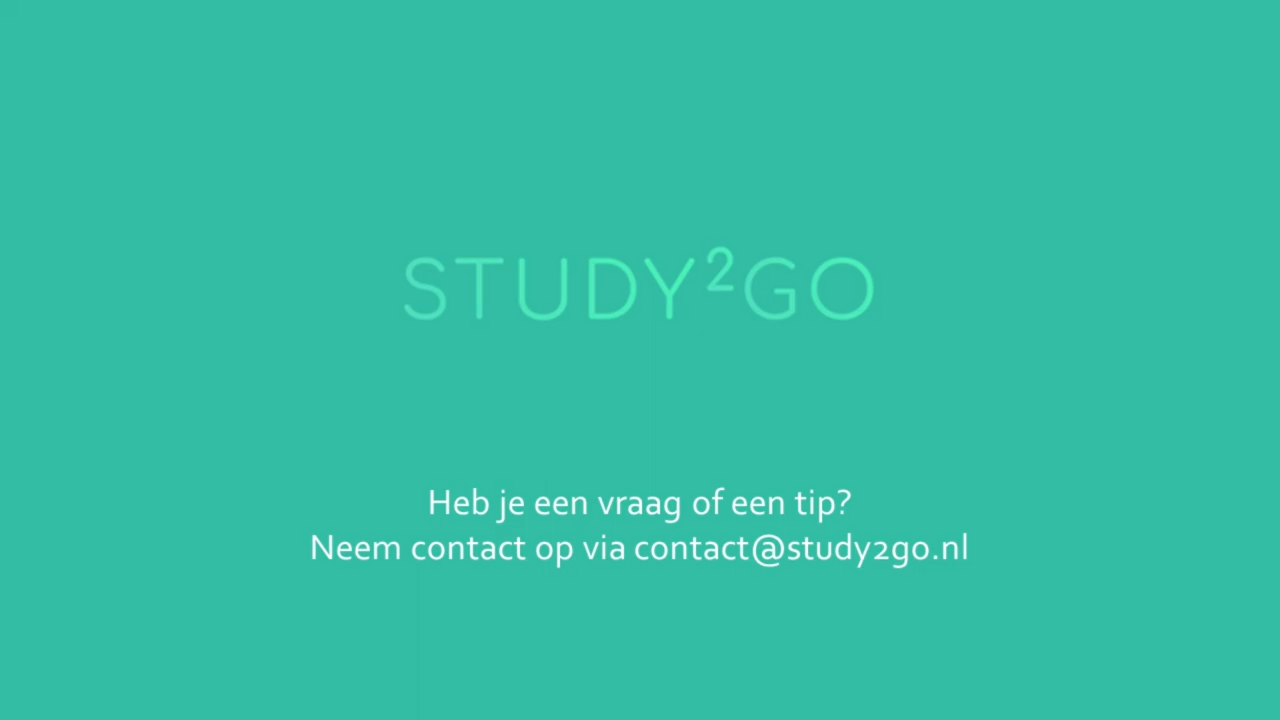 STUDY²GO
Heb je een vraag of een tip?
Neem contact op via contact@study2go.nl